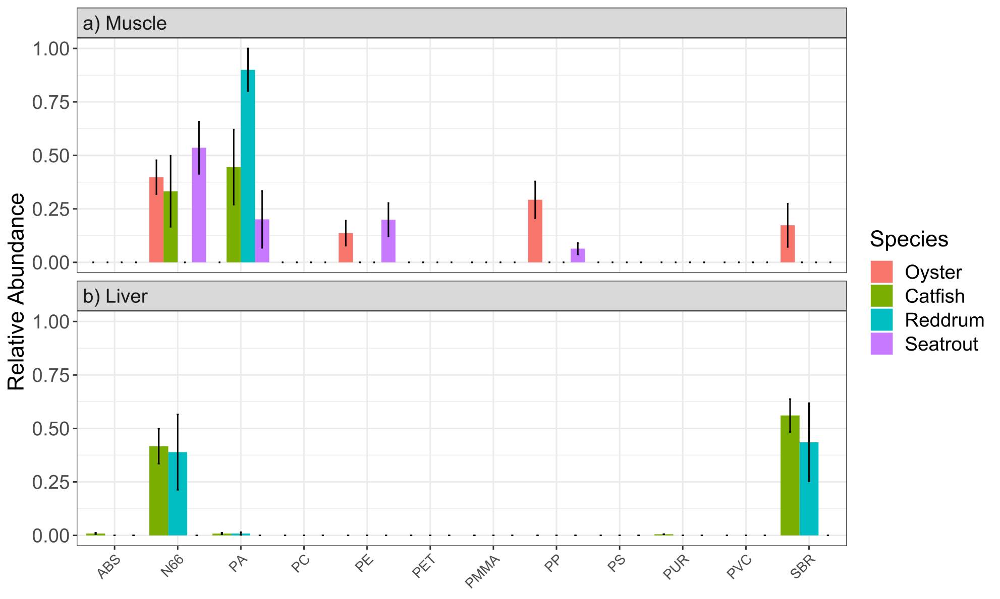 a) Muscle
1.00
0.75
0.50
0.25
0.00
b) Liver
1.00
0.75
0.50
0.25
0.00
Relative Abundance
ABS
N66
PA
PC
PE
PET
PMMA
PP
PS
PUR
PVC
SBR
Species
Oyster
Catfish
Reddrum
Seatrout